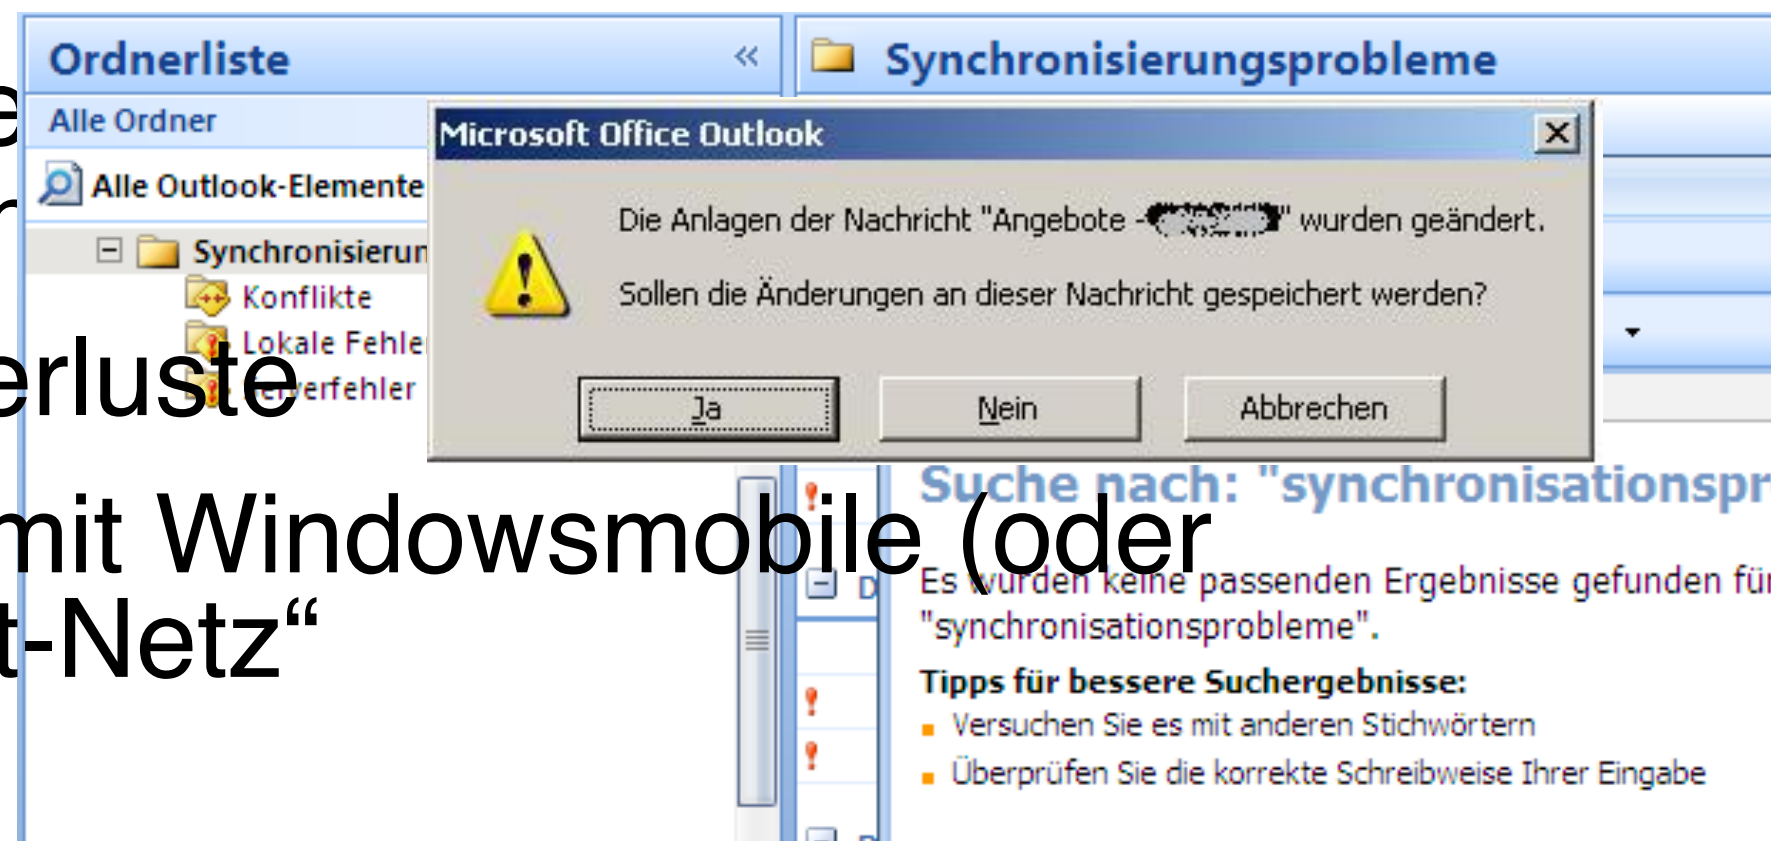 Ordnerliste «
Synchronisierungsprobleme
Alle Ordner
Alle Outlook-Elemente
Synchronisierun
Konflikte
Lokale Fehle
Serverfehler
Microsoft Office Outlook
Die Anlagen der Nachricht "Angebote - " wurden geändert.
Sollen die Änderungen an dieser Nachricht gespeichert werden?
Ja Nein Abbrechen
erluste
mit Windowsmobile (oder
t-Netz“
Suche nach: "synchronisationspr
Es wurden keine passenden Ergebnisse gefunden für
"synchronisationsprobleme".
Tipps für bessere Suchergebnisse:
Versuchen Sie es mit anderen Stichwörtern
Überprüfen Sie die korrekte Schreibweise Ihrer Eingabe